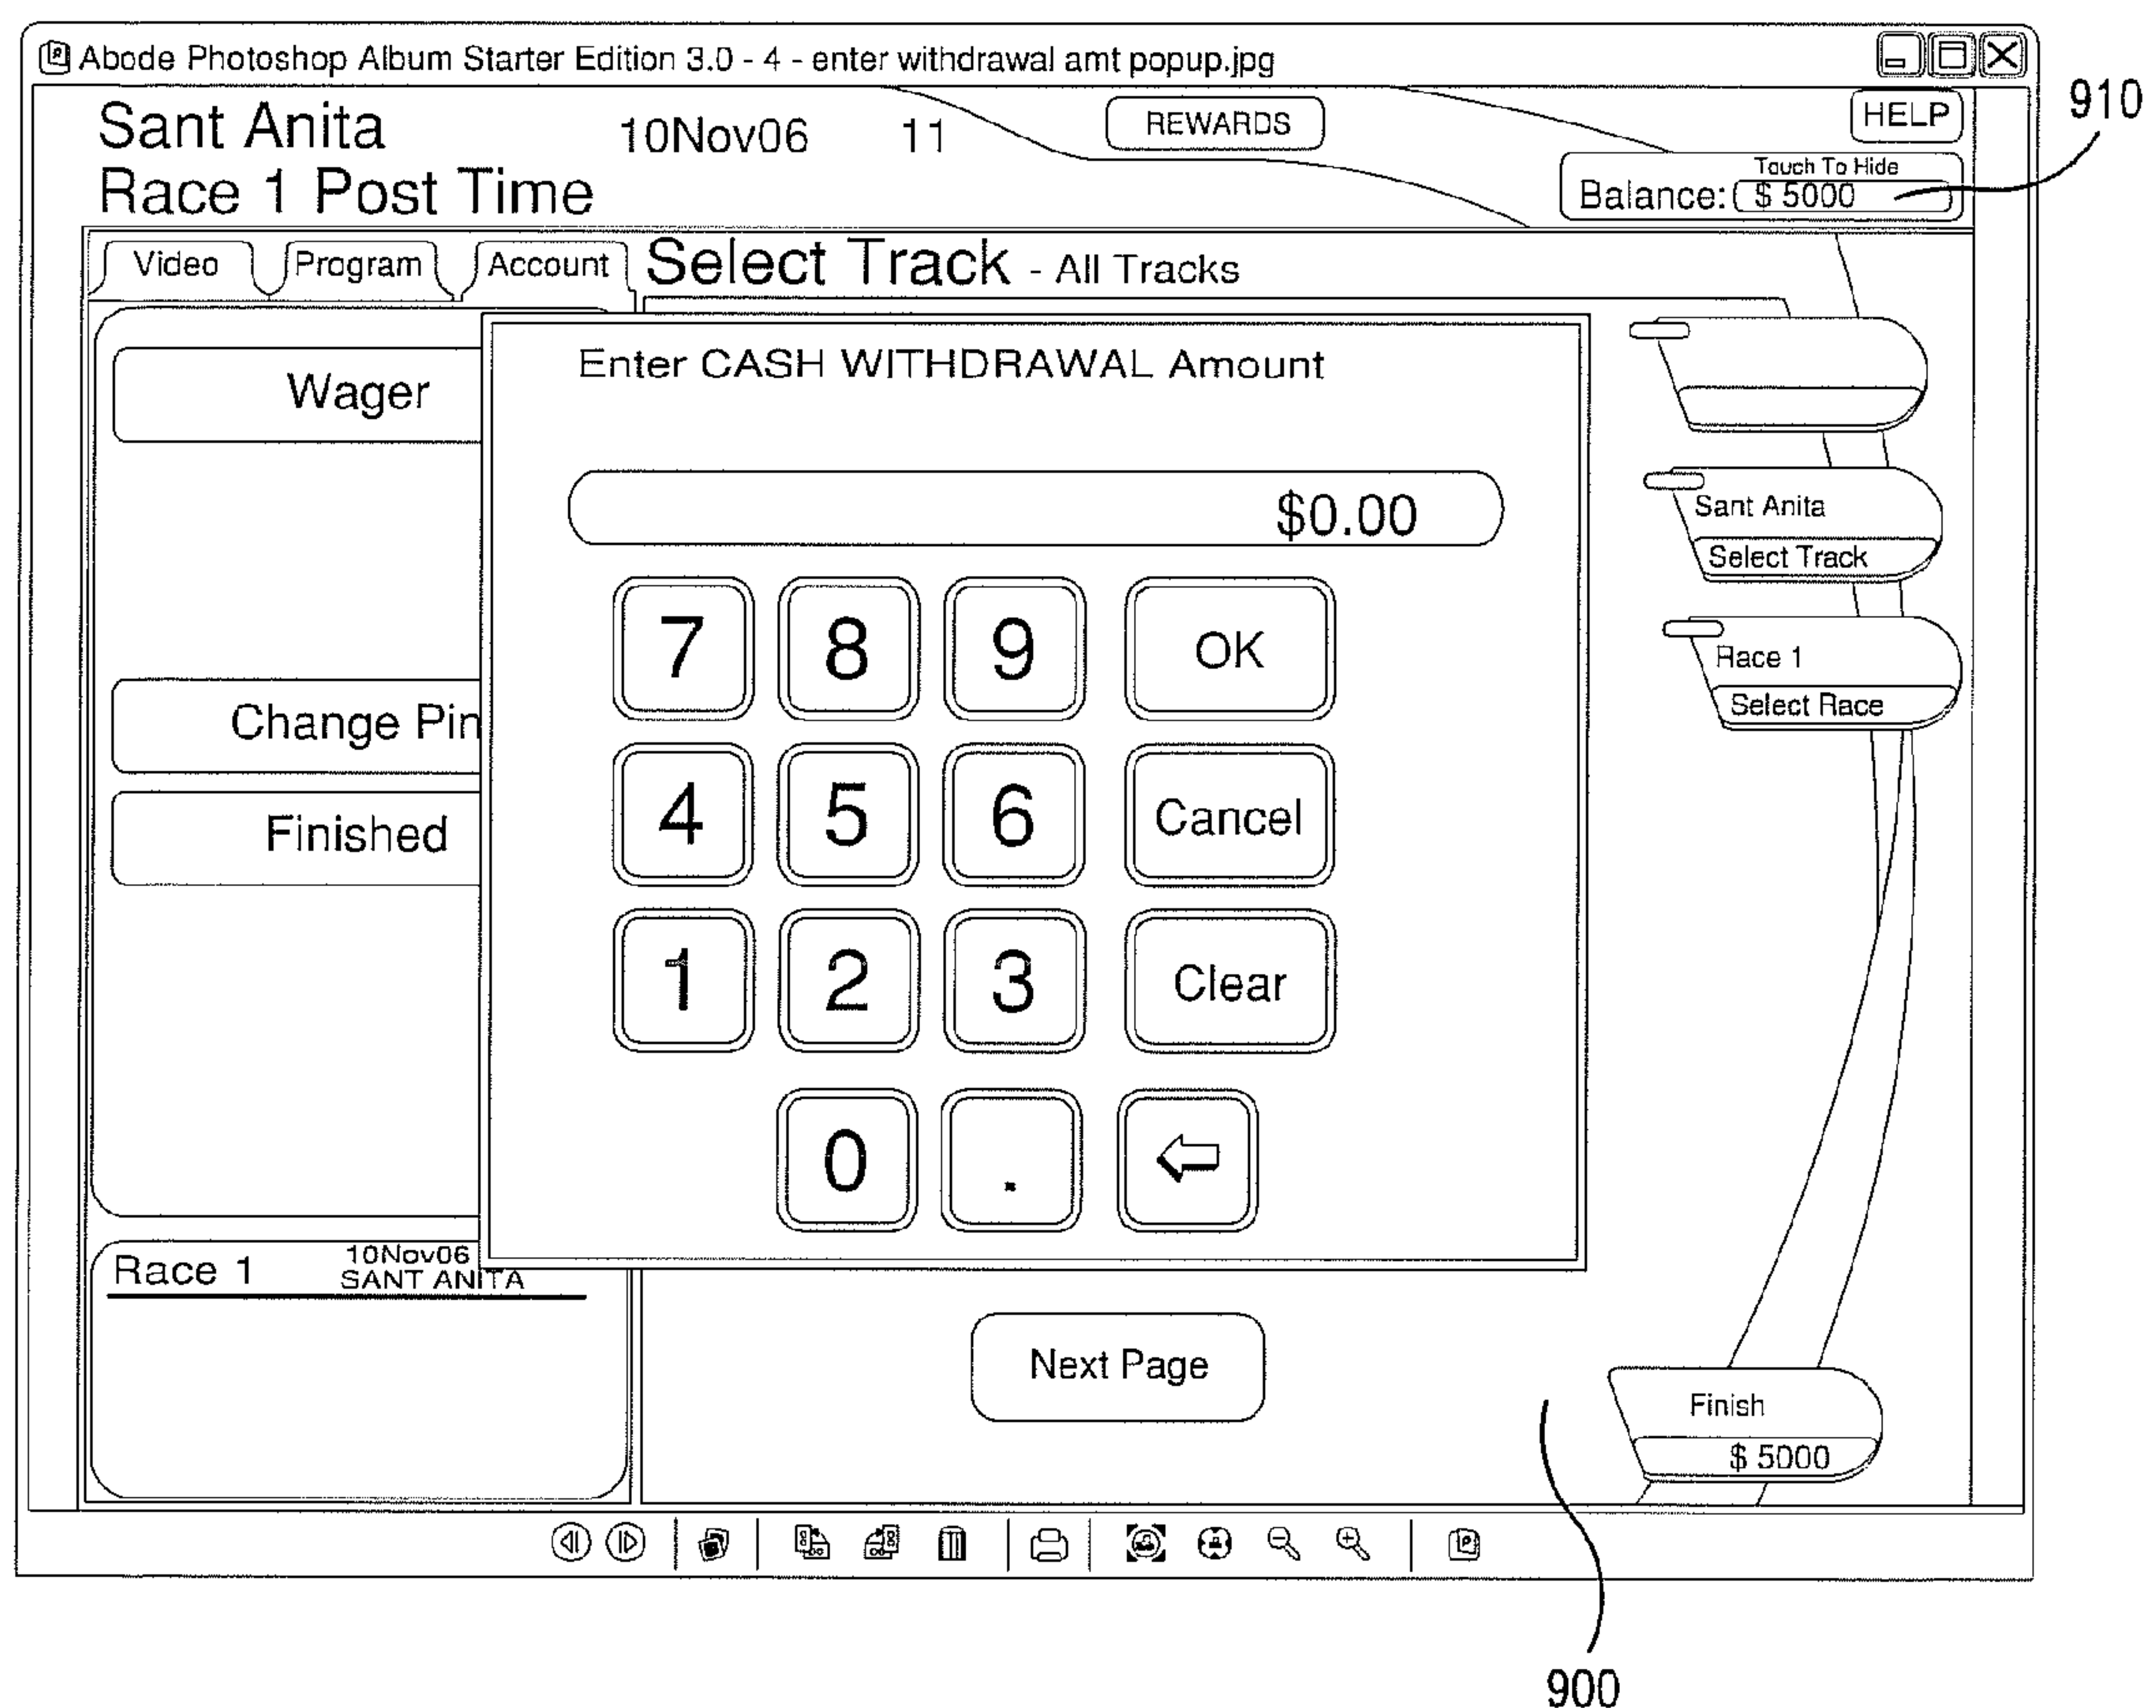 Abode Photoshop Album Starter Edition 3.0 - 4 - enter withdrawal amt popup.jpg
910
Sant Anita 10Nov06 11 REWARDS HELP
Race 1 Post Time
Touch To Hide
Balance: $ 5000
Video Program Account Select Track - All Tracks
Enter CASH WITHDRAWAL Amount
Wager
$0.00
Sant Anita
Select Track
7 8 9 OK
Race 1
Select Race
Change Pin
4 5 6 Cancel
Finished
1 2 3 Clear
0 .
Race 1 10Nov06
SANT ANITA
Next Page
Finish
$ 5000
900